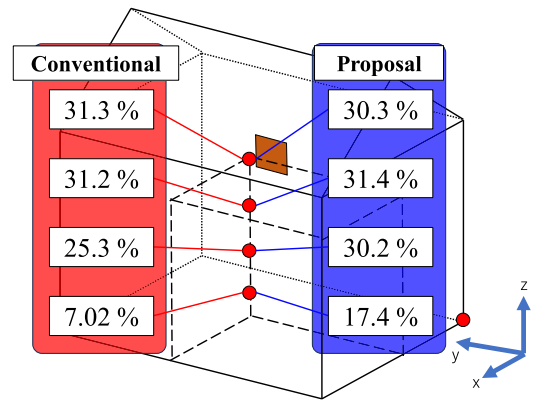 Conventional
Proposal
31.3 %
30.3 %
31.2 %
31.4 %
25.3 %
30.2 %
7.02 %
17.4 %
z
y
x